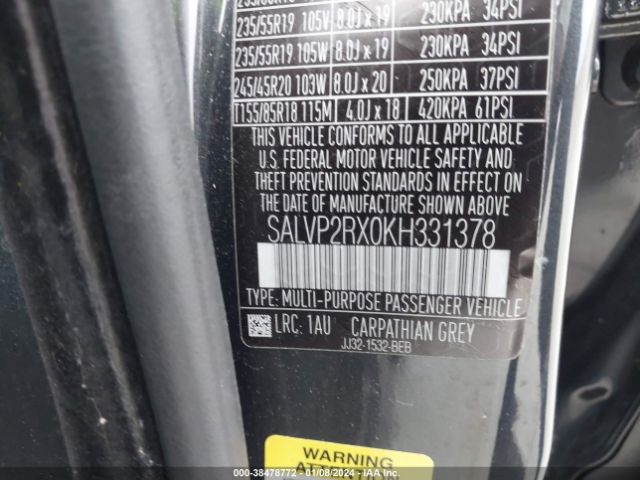 235/55R19 105V 8.0J x 19 230KPA 34PSI
235/55R19 105W 8.0J x 19 230KPA 34PSI
245/45R20 103W 8.0J x 20 250KPA 37PSI
T155/85R18 115M 4.0J x 18 420KPA 61PSI
THIS VEHICLE CONFORMS TO ALL APPLICABLE
U.S. FEDERAL MOTOR VEHICLE SAFETY AND
THEFT PREVENTION STANDARDS IN EFFECT ON
THE DATE OF MANUFACTURE SHOWN ABOVE
SALVP2RX0KH331378
TYPE: MULTI-PURPOSE PASSENGER VEHICLE
LRC: 1AU CARPATHIAN GREY
JJ32-1532-BEB
WARNING
000-38478772 - 01/08/2024 - IAAI.COM